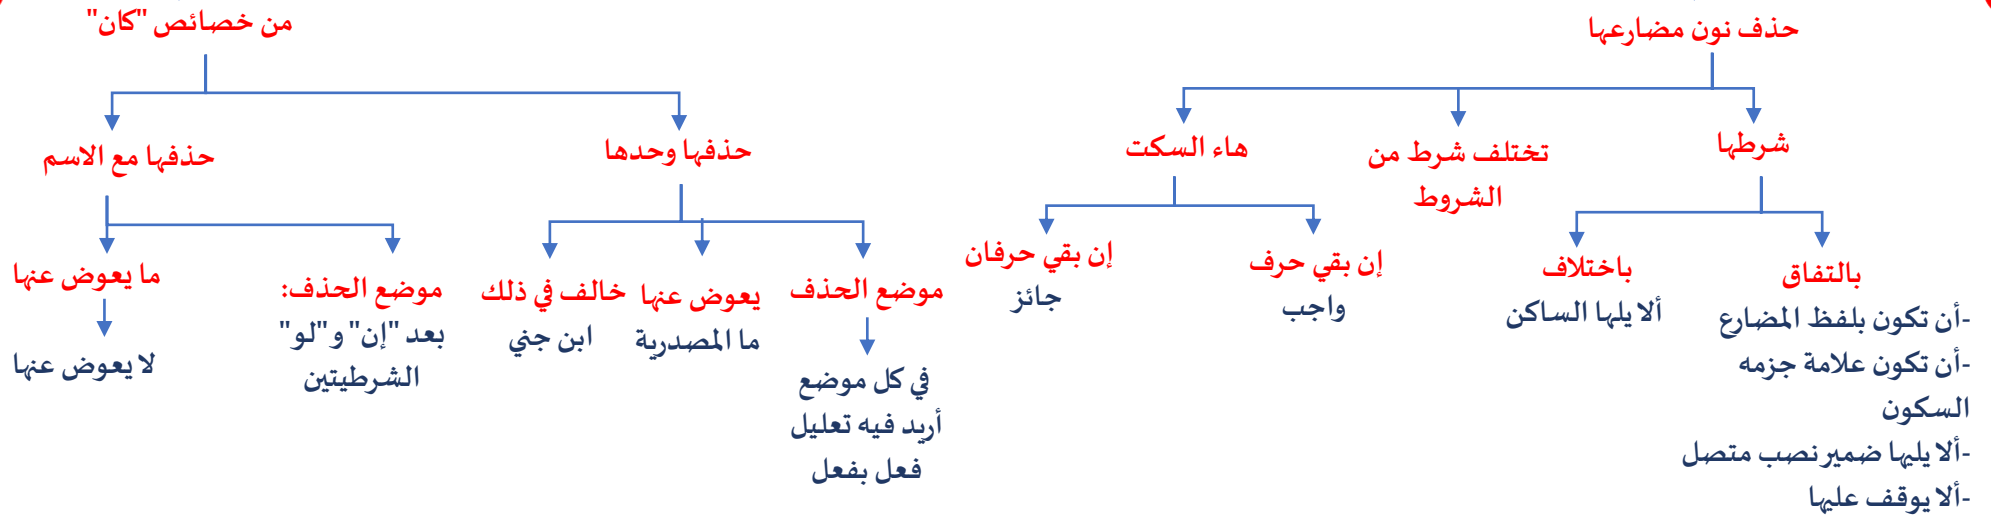 حذف نون مضارعها
شرطها
بالتفاق
-أن تكون بلفظ المضارع
-أن تكون علامة جزمه
السكون
-ألا يليها ضمير نصب متصل
-ألا يوقف عليها
باختلاف
ألا يلها الساكن
تختلف شرط من
الشروط
هاء السكت
إن بقي حرف
واجب
إن بقي حرفان
جائز
من خصائص "كان"
حذفها وحدها
موضع الحذف
في كل موضع
أريد فيه تعليل
فعل بفعل
يعوض عنها
ما المصدرية
خالف في ذلك
ابن جني
حذفها مع الاسم
موضع الحذف:
بعد "إن" و"لو"
الشرطيتين
ما يعوض عنها
لا يعوض عنها